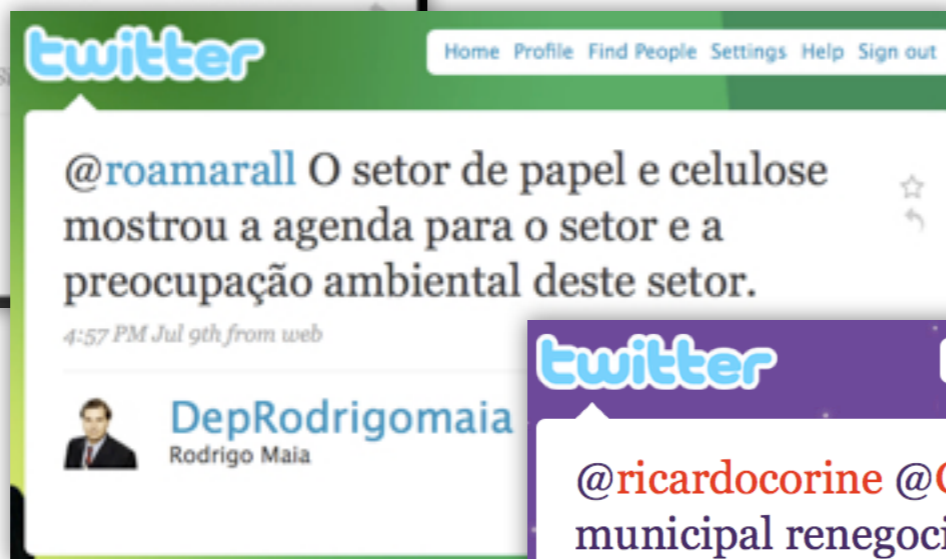 twitter
Home Profile Find People Settings Help Sign out
@roamarall O setor de papel e celulose
mostrou a agenda para o setor e a
preocupação ambiental deste setor.
4:57 PM Jul 9th from web
DepRodrigomaia
Rodrigo Maia
twitter
@ricardocorine
municipal